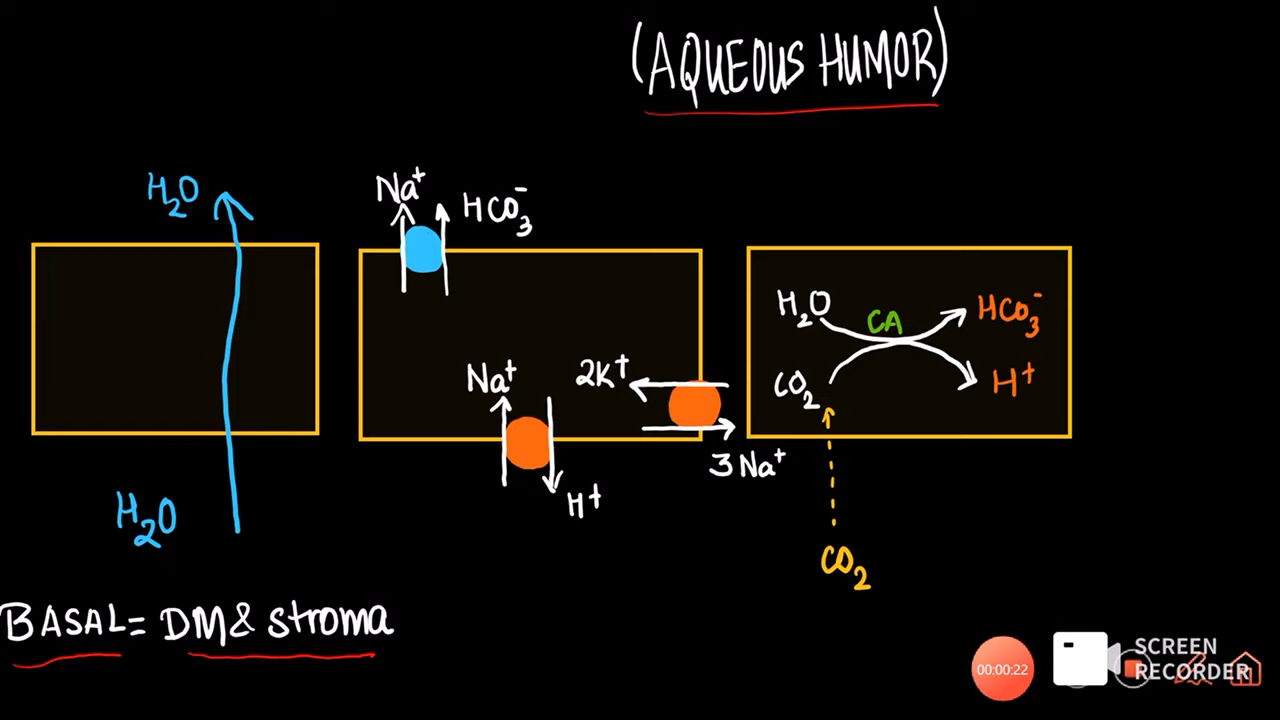 (AQUEOUS HUMOR)
H₂O
Na⁺
HCO₃⁻
H₂O
CA
HCO₃⁻
Na⁺
2K⁺
CO₂
H⁺
3 Na⁺
H₂O
H⁺
CO₂
BASAL = DM & stroma
00:00:22
SCREEN
RECORDER